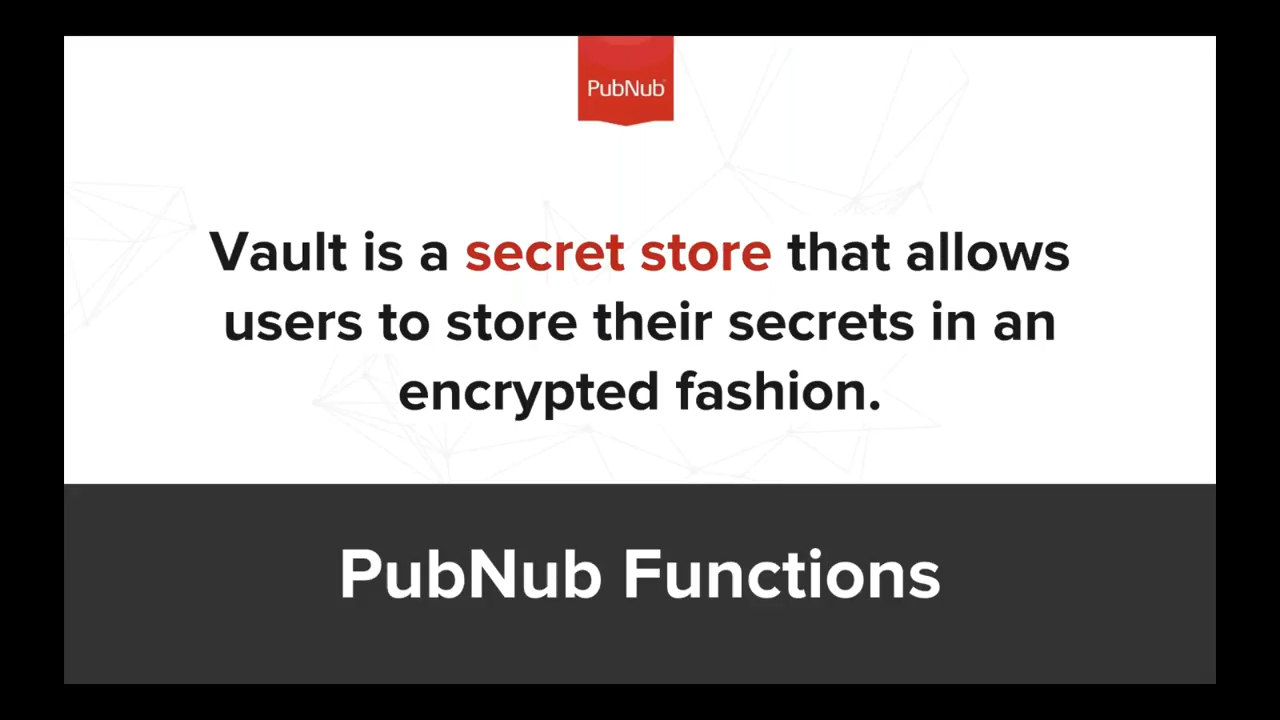 PubNub
Vault is a secret store that allows
users to store their secrets in an
encrypted fashion.
PubNub Functions